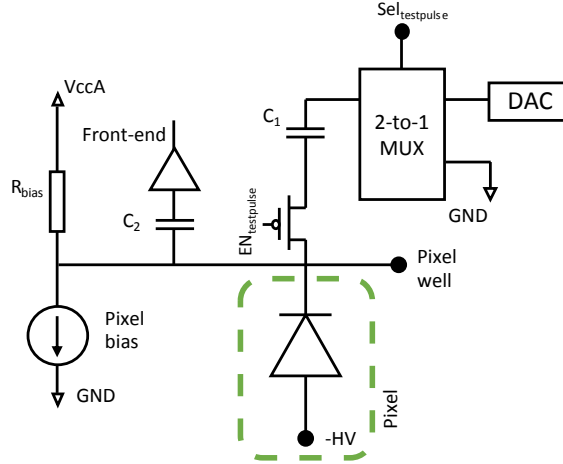 Sel_testpulse
VccA
Front-end
C_1
2-to-1
MUX
DAC
R_bias
C_2
EN_testpulse
GND
Pixel
well
Pixel
bias
GND
Pixel
-HV